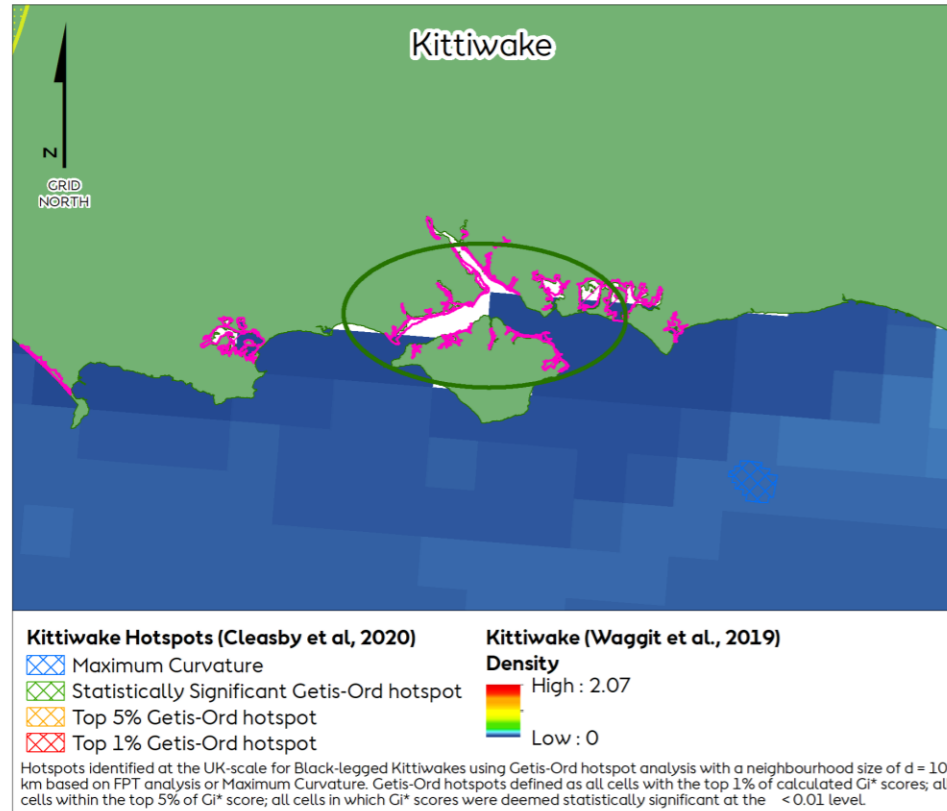 Kittiwake
N
GRID
NORTH
Kittiwake Hotspots (Cleasby et al, 2020)
Maximum Curvature
Statistically Significant Getis-Ord hotspot
Top 5% Getis-Ord hotspot
Top 1% Getis-Ord hotspot
Kittiwake (Waggit et al., 2019)
Density
High : 2.07
Low : 0
Hotspots identified at the UK-scale for Black-legged Kittiwakes using Getis-Ord hotspot analysis with a neighbourhood size of d = 10
km based on FPT analysis or Maximum Curvature. Getis-Ord hotspots defined as all cells with the top 1% of calculated Gi* scores;
cells within the top 5% of Gi* score; all cells in which Gi* scores were deemed statistically significant at the < 0.01 level.